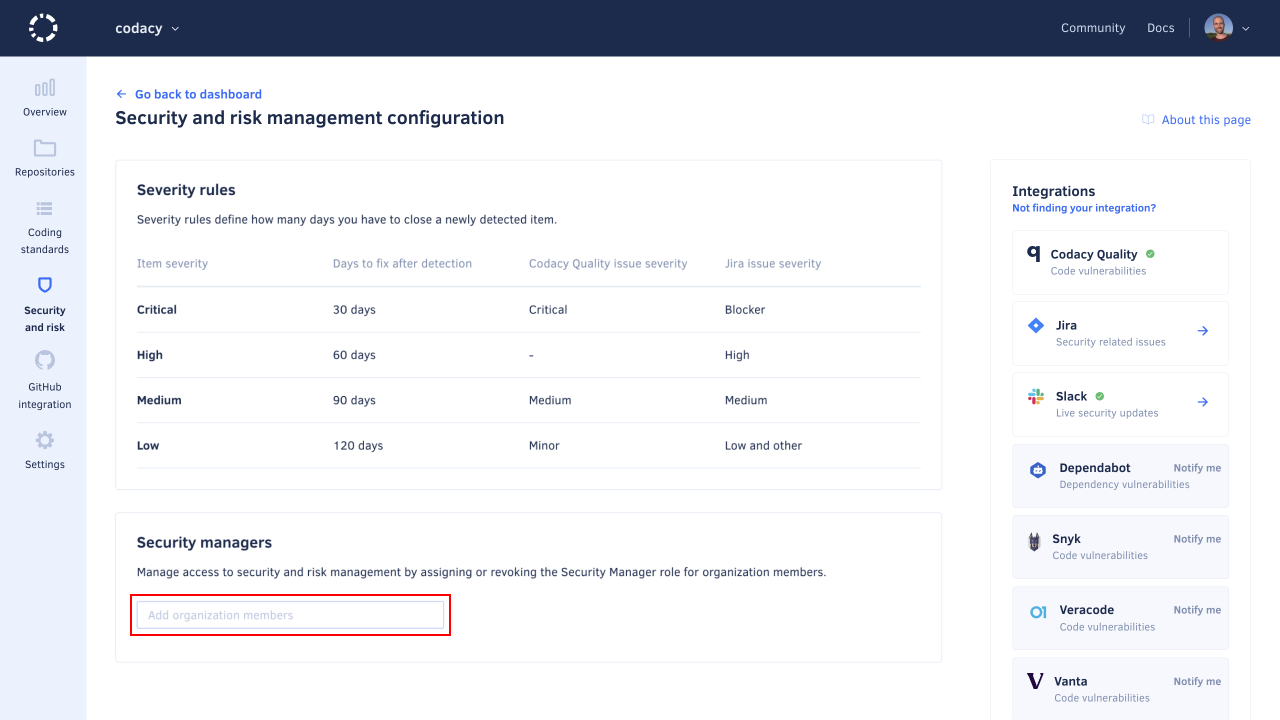 codacy
Community
Docs
Overview
Repositories
Coding
standards
Security
and risk
GitHub
integration
Settings
Go back to dashboard
Security and risk management configuration
About this page
Severity rules
Severity rules define how many days you have to close a newly detected item.
Item severity Days to fix after detection Codacy Quality issue severity Jira issue severity
Critical 30 days Critical Blocker
High 60 days - High
Medium 90 days Medium Medium
Low 120 days Minor Low and other
Security managers
Manage access to security and risk management by assigning or revoking the Security Manager role for organization members.
Add organization members
Integrations
Not finding your integration?
Codacy Quality
Code vulnerabilities
Jira
Security related issues
Slack
Live security updates
Dependabot Notify me
Dependency vulnerabilities
Snyk Notify me
Code vulnerabilities
Veracode Notify me
Code vulnerabilities
Vanta Notify me
Code vulnerabilities